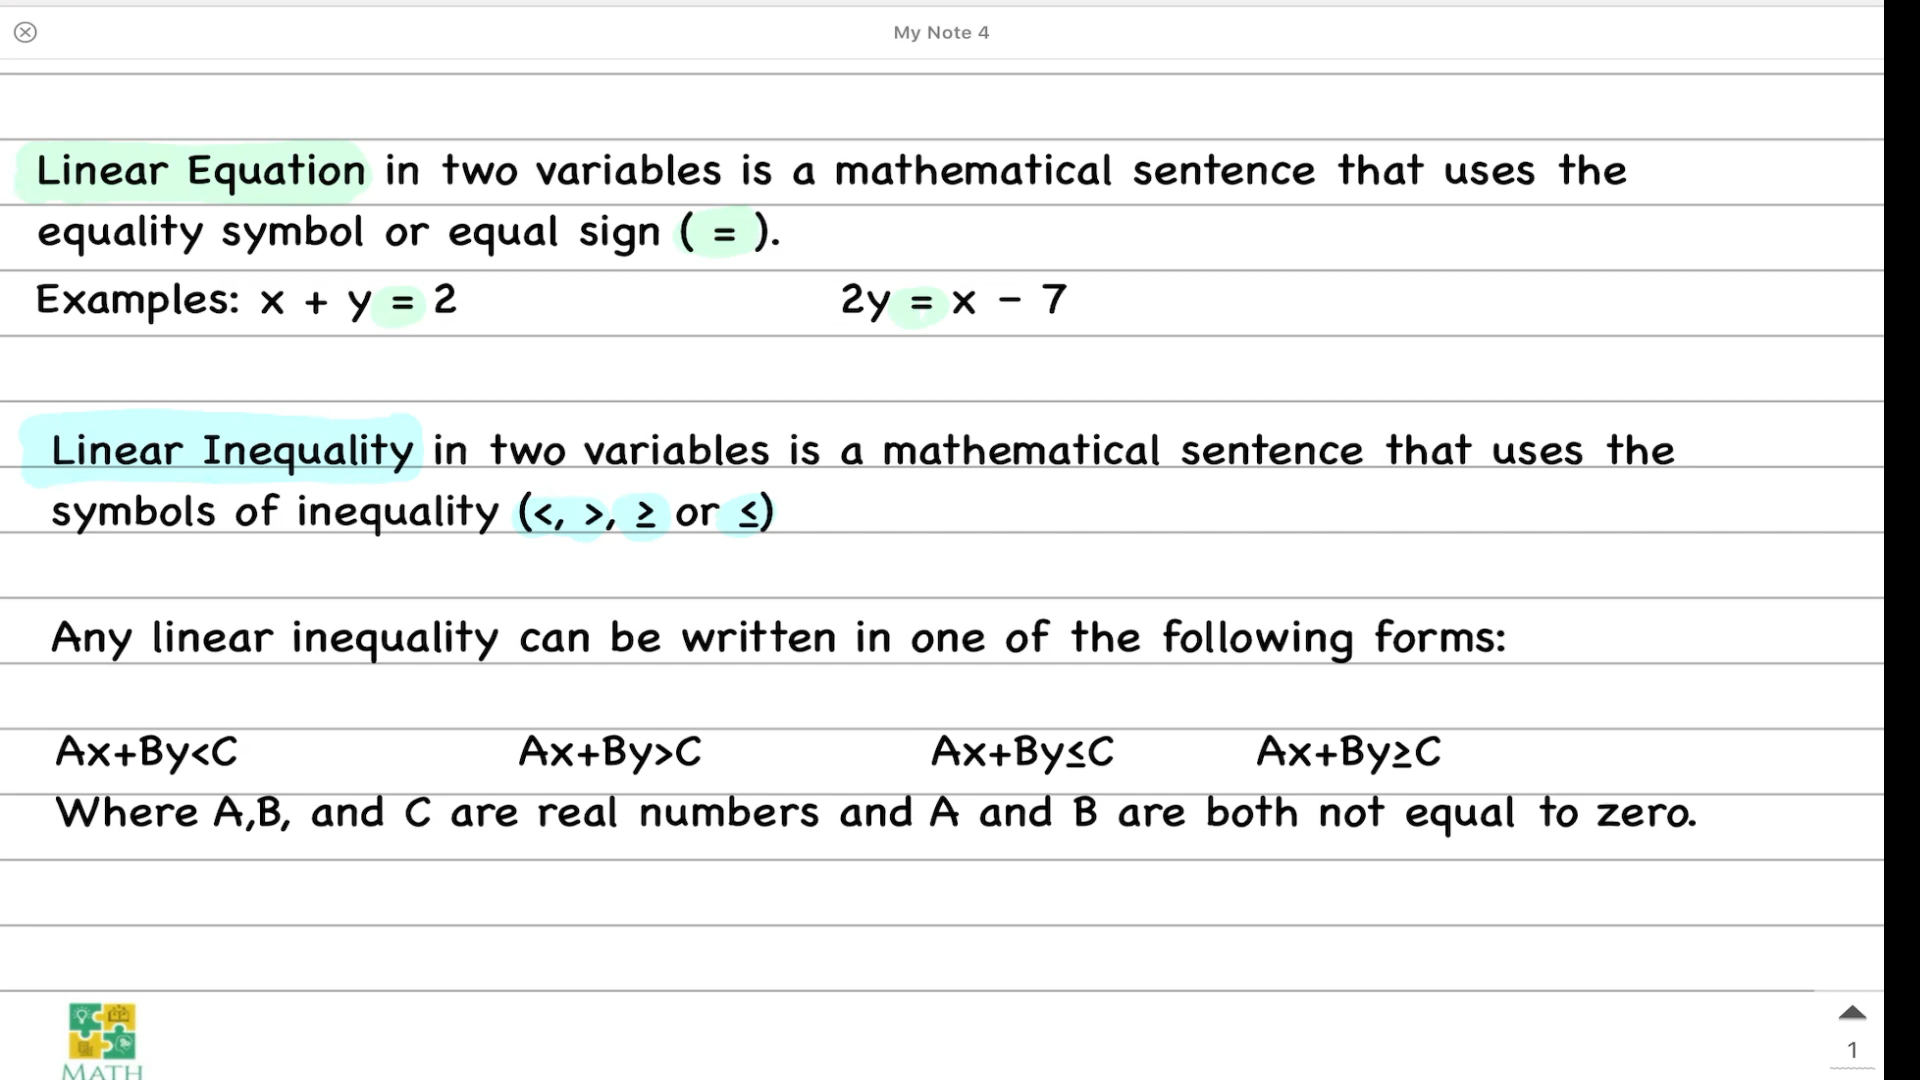 My Note 4
Linear Equation in two variables is a mathematical sentence that uses the
equality symbol or equal sign ( = ).
Examples: x + y = 2 2y = x - 7
Linear Inequality in two variables is a mathematical sentence that uses the
symbols of inequality (<, >, ≥ or ≤)
Any linear inequality can be written in one of the following forms:
Ax+By<C Ax+By>C Ax+By≤C Ax+By≥C
Where A,B, and C are real numbers and A and B are both not equal to zero.
MATH
1